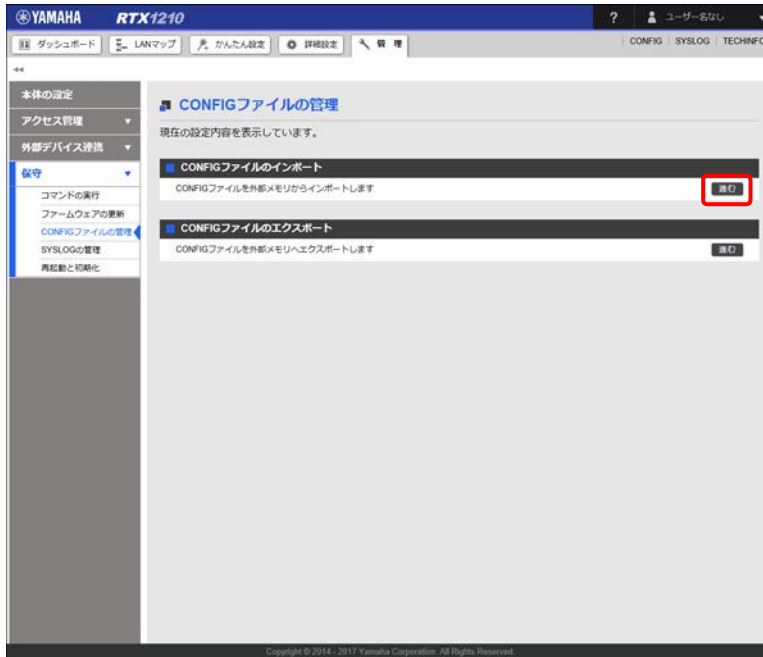 YAMAHA RTX1210 ? ユーザー名なし
ダッシュボード LANマップ かんたん設定 詳細設定 管 理 CONFIG SYSLOG TECHINFO
本体の設定
アクセス管理
外部デバイス連携
保守
コマンドの実行
ファームウェアの更新
CONFIGファイルの管理
SYSLOGの管理
再起動と初期化
CONFIGファイルの管理
現在の設定内容を表示しています。
CONFIGファイルのインポート
CONFIGファイルを外部メモリからインポートします 進む
CONFIGファイルのエクスポート
CONFIGファイルを外部メモリへエクスポートします 進む
Copyright © 2014 - 2017 Yamaha Corporation. All Rights Reserved.